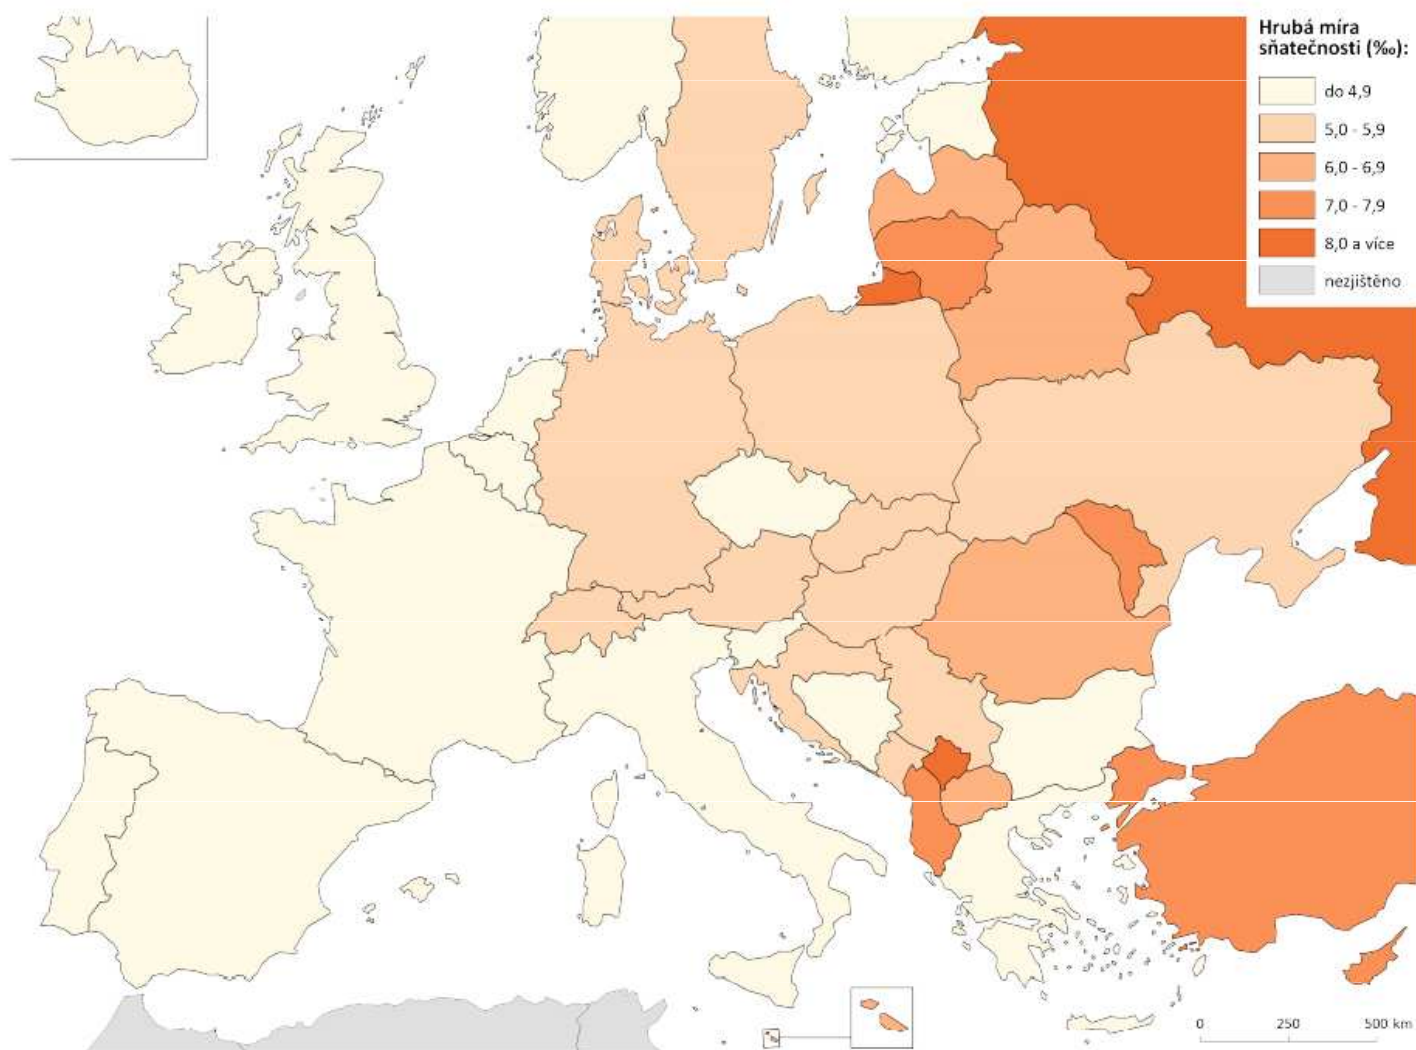 Hrubá míra
sňatečnosti (‰):
do 4,9
5,0 - 5,9
6,0 - 6,9
7,0 - 7,9
8,0 a více
nezjištěno
0 250 500 km